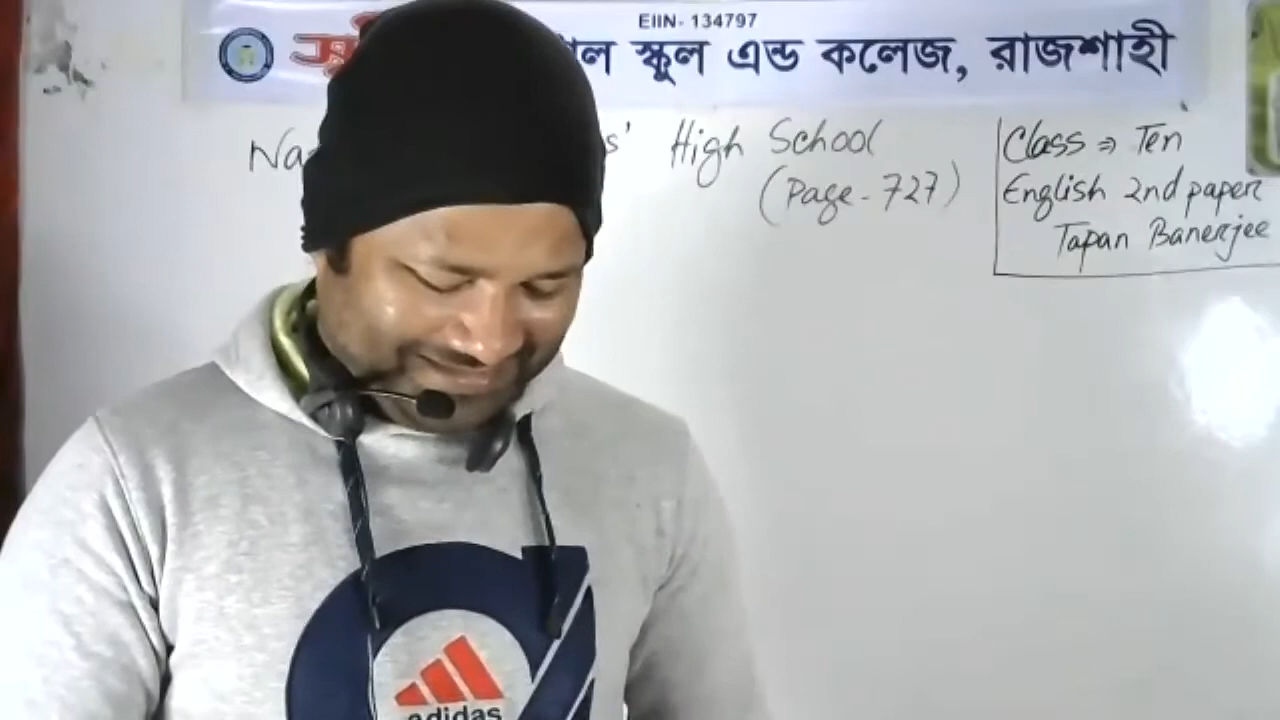 EIIN- 134797
স্কুল এন্ড কলেজ, রাজশাহী
High School
(Page-727)
Class ⇒ Ten
English 2nd paper
Tapan Banerjee
adidas